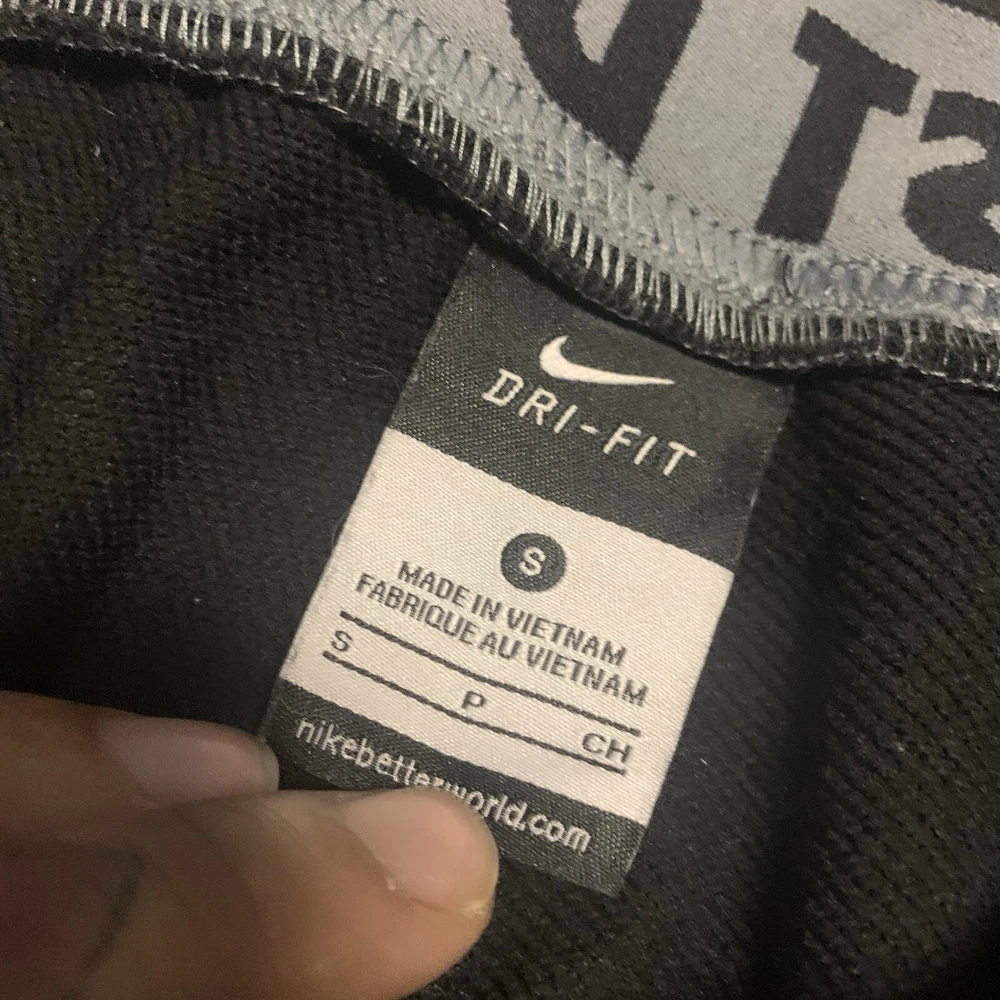 DRI-FIT
S
MADE IN VIETNAM
FABRIQUE AU VIETNAM
S P CH
nikebetterworld.com